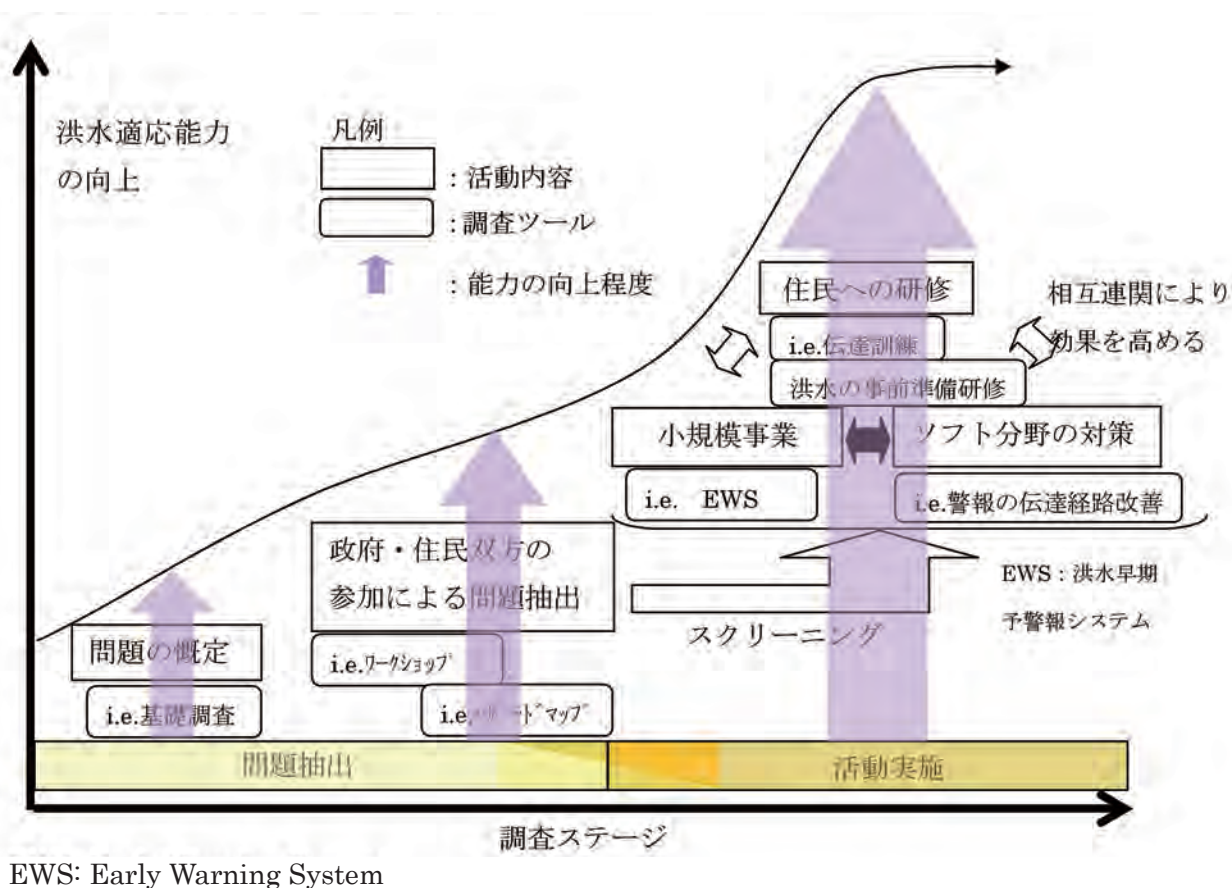 洪水適応能力
の向上
凡例
: 活動内容
: 調査ツール
: 能力の向上程度
住民への研修
i.e.伝達訓練
洪水の事前準備研修
相互連関により
効果を高める
小規模事業
ソフト分野の対策
i.e. EWS
i.e.警報の伝達経路改善
政府・住民双方の
参加による問題抽出
i.e.ﾜｰｸｼｮｯﾌﾟ
i.e.ﾊｻﾞｰﾄﾞﾏｯﾌﾟ
スクリーニング
EWS : 洪水早期
予警報システム
問題の概定
i.e.基礎調査
問題抽出
活動実施
調査ステージ
EWS: Early Warning System